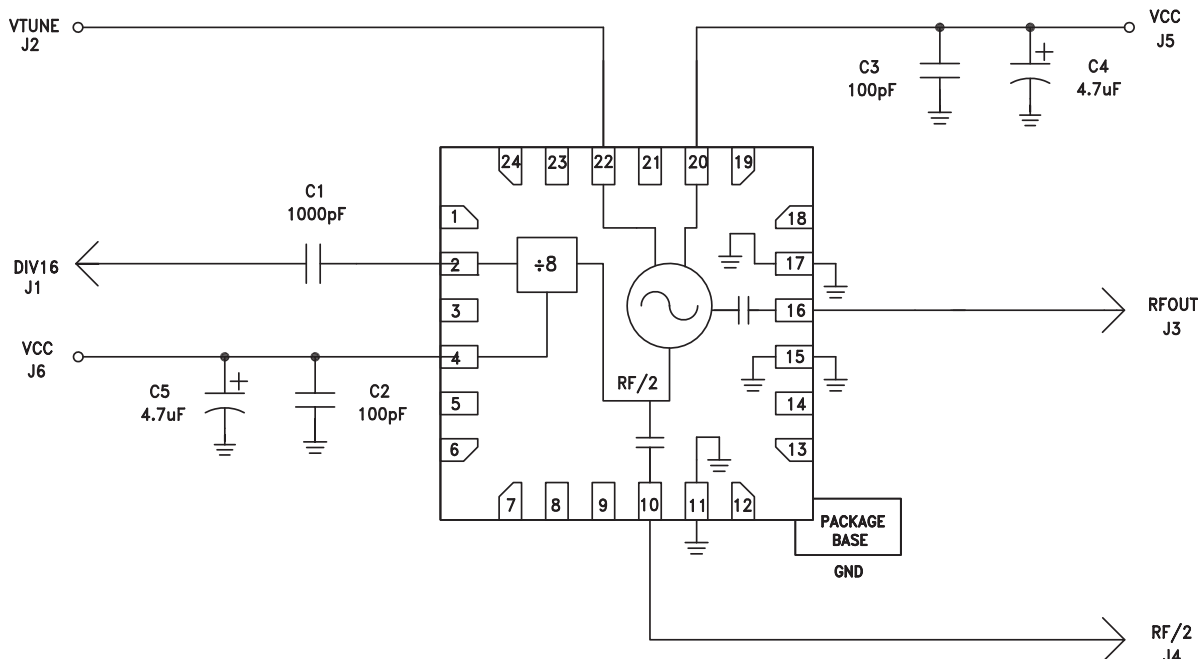 VTUNE
J2
VCC
J5
C3
100pF
C4
4.7uF
24
23
22
21
20
19
C1
1000pF
1
18
DIV16
J1
2
÷8
17
3
16
RFOUT
J3
VCC
J6
4
15
RF/2
C5
4.7uF
C2
100pF
5
14
6
13
7
8
9
10
11
12
PACKAGE
BASE
GND
RF/2
J4